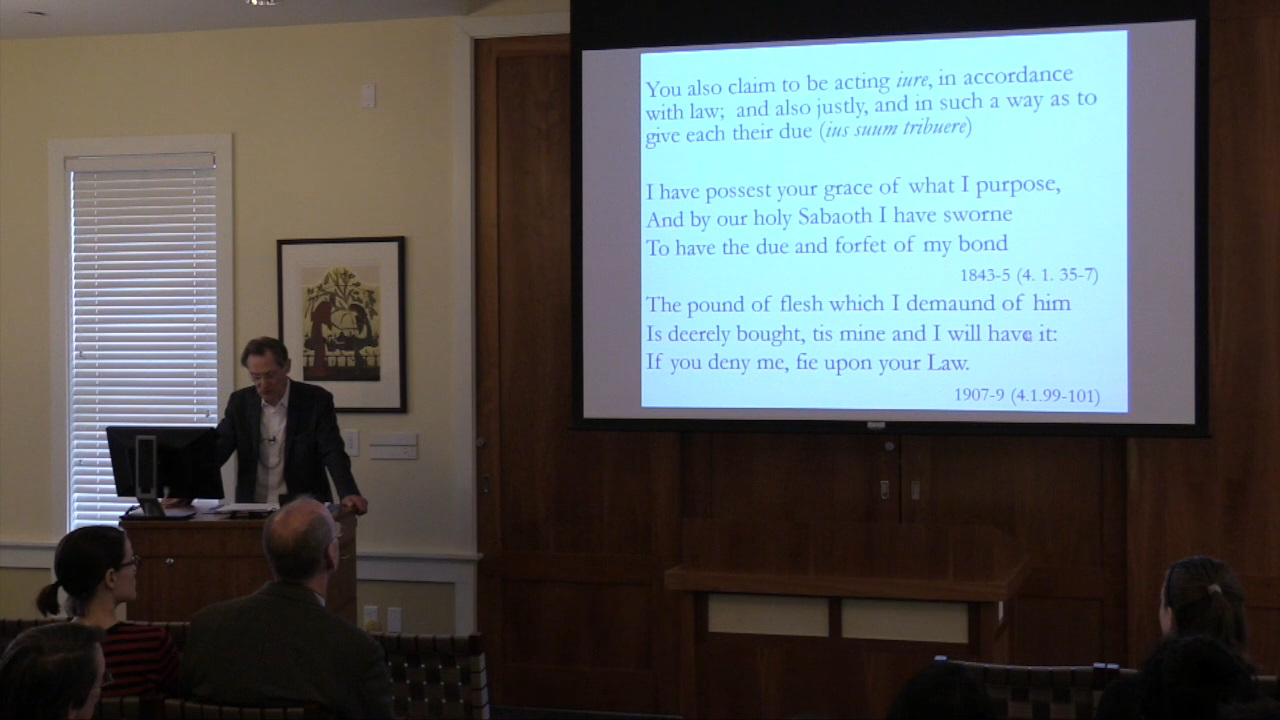 You also claim to be acting iure, in accordance
with law; and also justly, and in such a way as to
give each their due (ius suum tribuere)
I have possest your grace of what I purpose,
And by our holy Sabaoth I have sworne
To have the due and forfet of my bond
1843-5 (4. 1. 35-7)
The pound of flesh which I demaund of him
Is deerely bought, tis mine and I will have it:
If you deny me, fie upon your Law.
1907-9 (4.1.99-101)